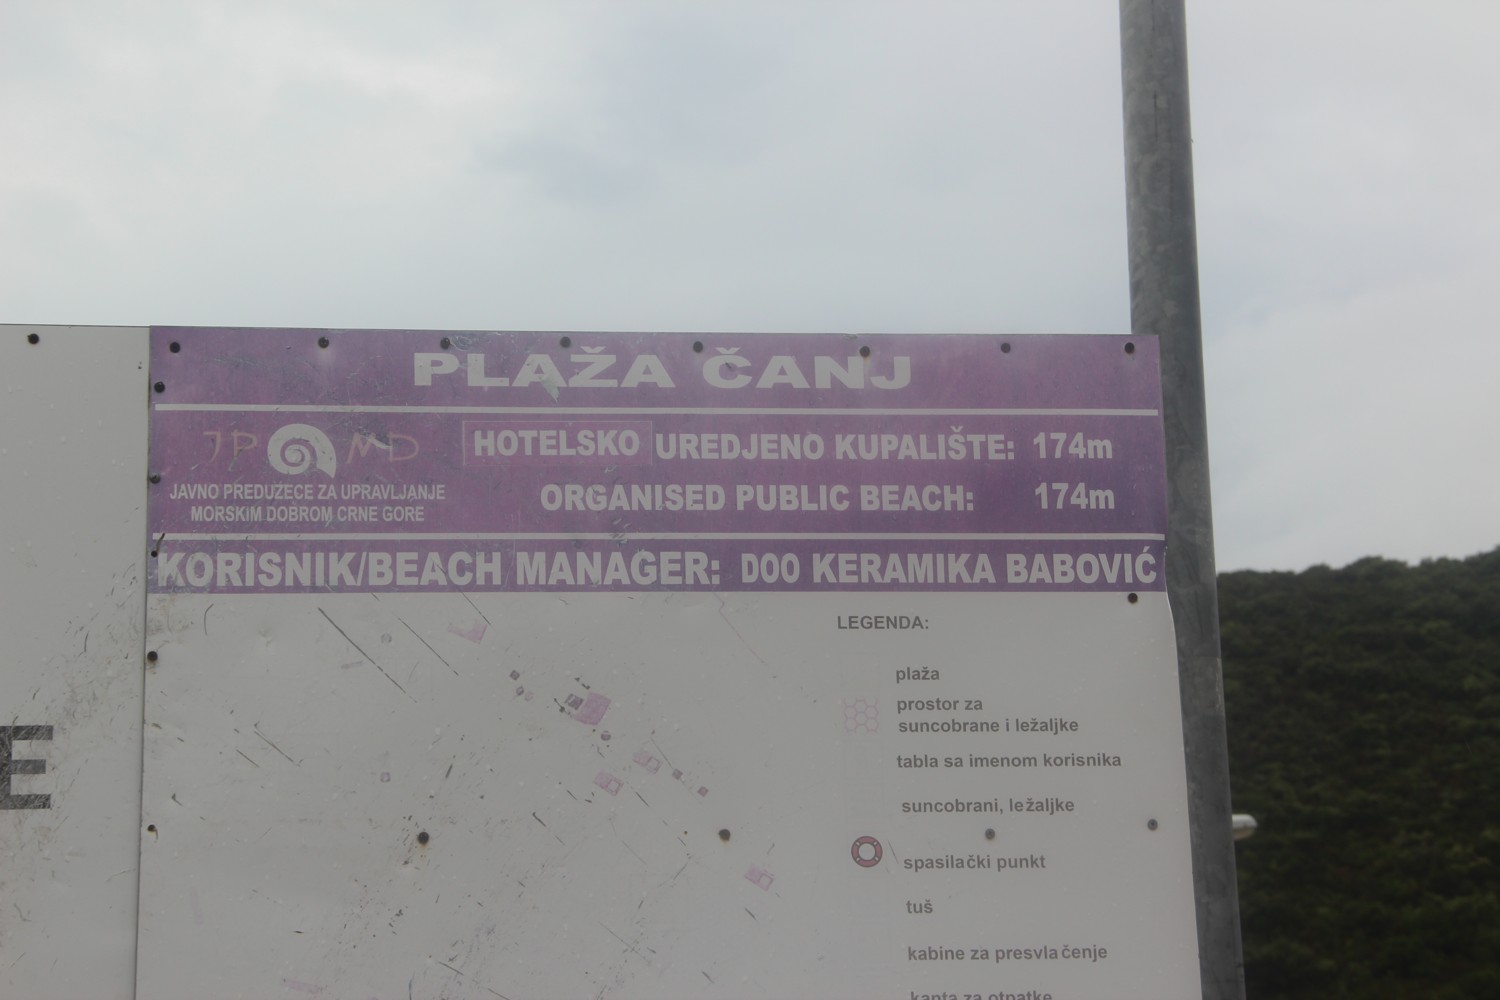 PLAŽA ČANJ
JP MD
JAVNO PREDUZECE ZA UPRAVLJANJE
MORSKIM DOBROM CRNE GORE
HOTELSKO UREDJENO KUPALIŠTE: 174m
ORGANISED PUBLIC BEACH: 174m
KORISNIK/BEACH MANAGER: DOO KERAMIKA BABOVIĆ
E
LEGENDA:
plaža
prostor za
suncobrane i ležaljke
tabla sa imenom korisnika
suncobrani, ležaljke
spasilački punkt
tuš
kabine za presvlačenje
kanta za otpatke